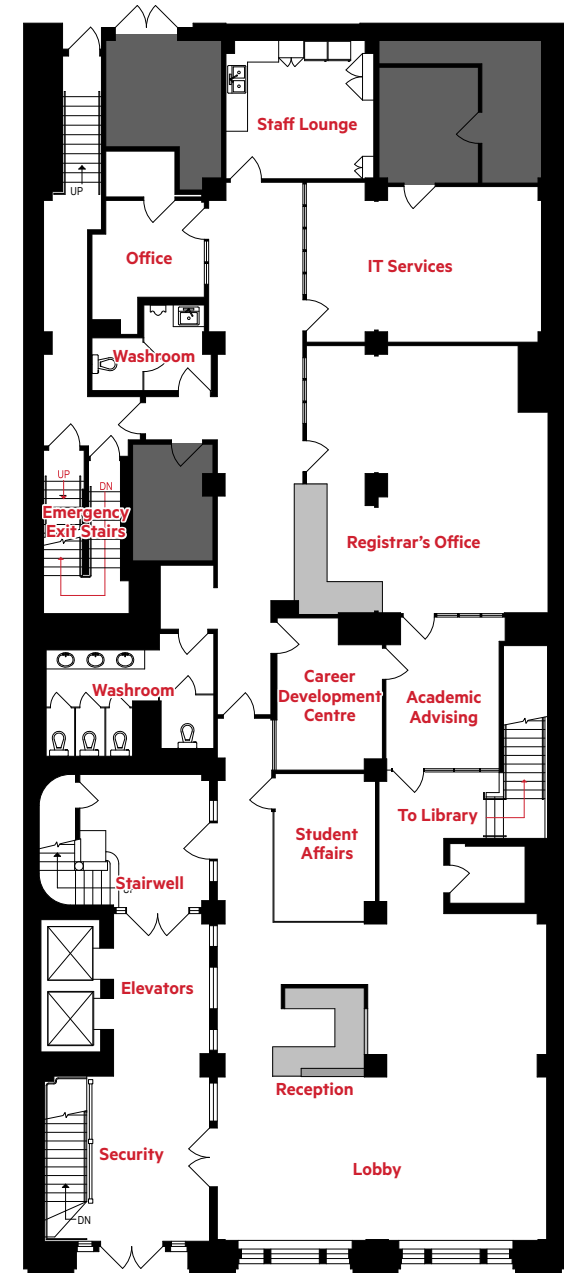 Staff Lounge
UP
Office
IT Services
Washroom
UP
DN
Emergency
Exit Stairs
Registrar's Office
Washroom
Career
Development
Centre
Academic
Advising
To Library
Student
Affairs
Stairwell
UP
Elevators
Reception
Security
Lobby
DN